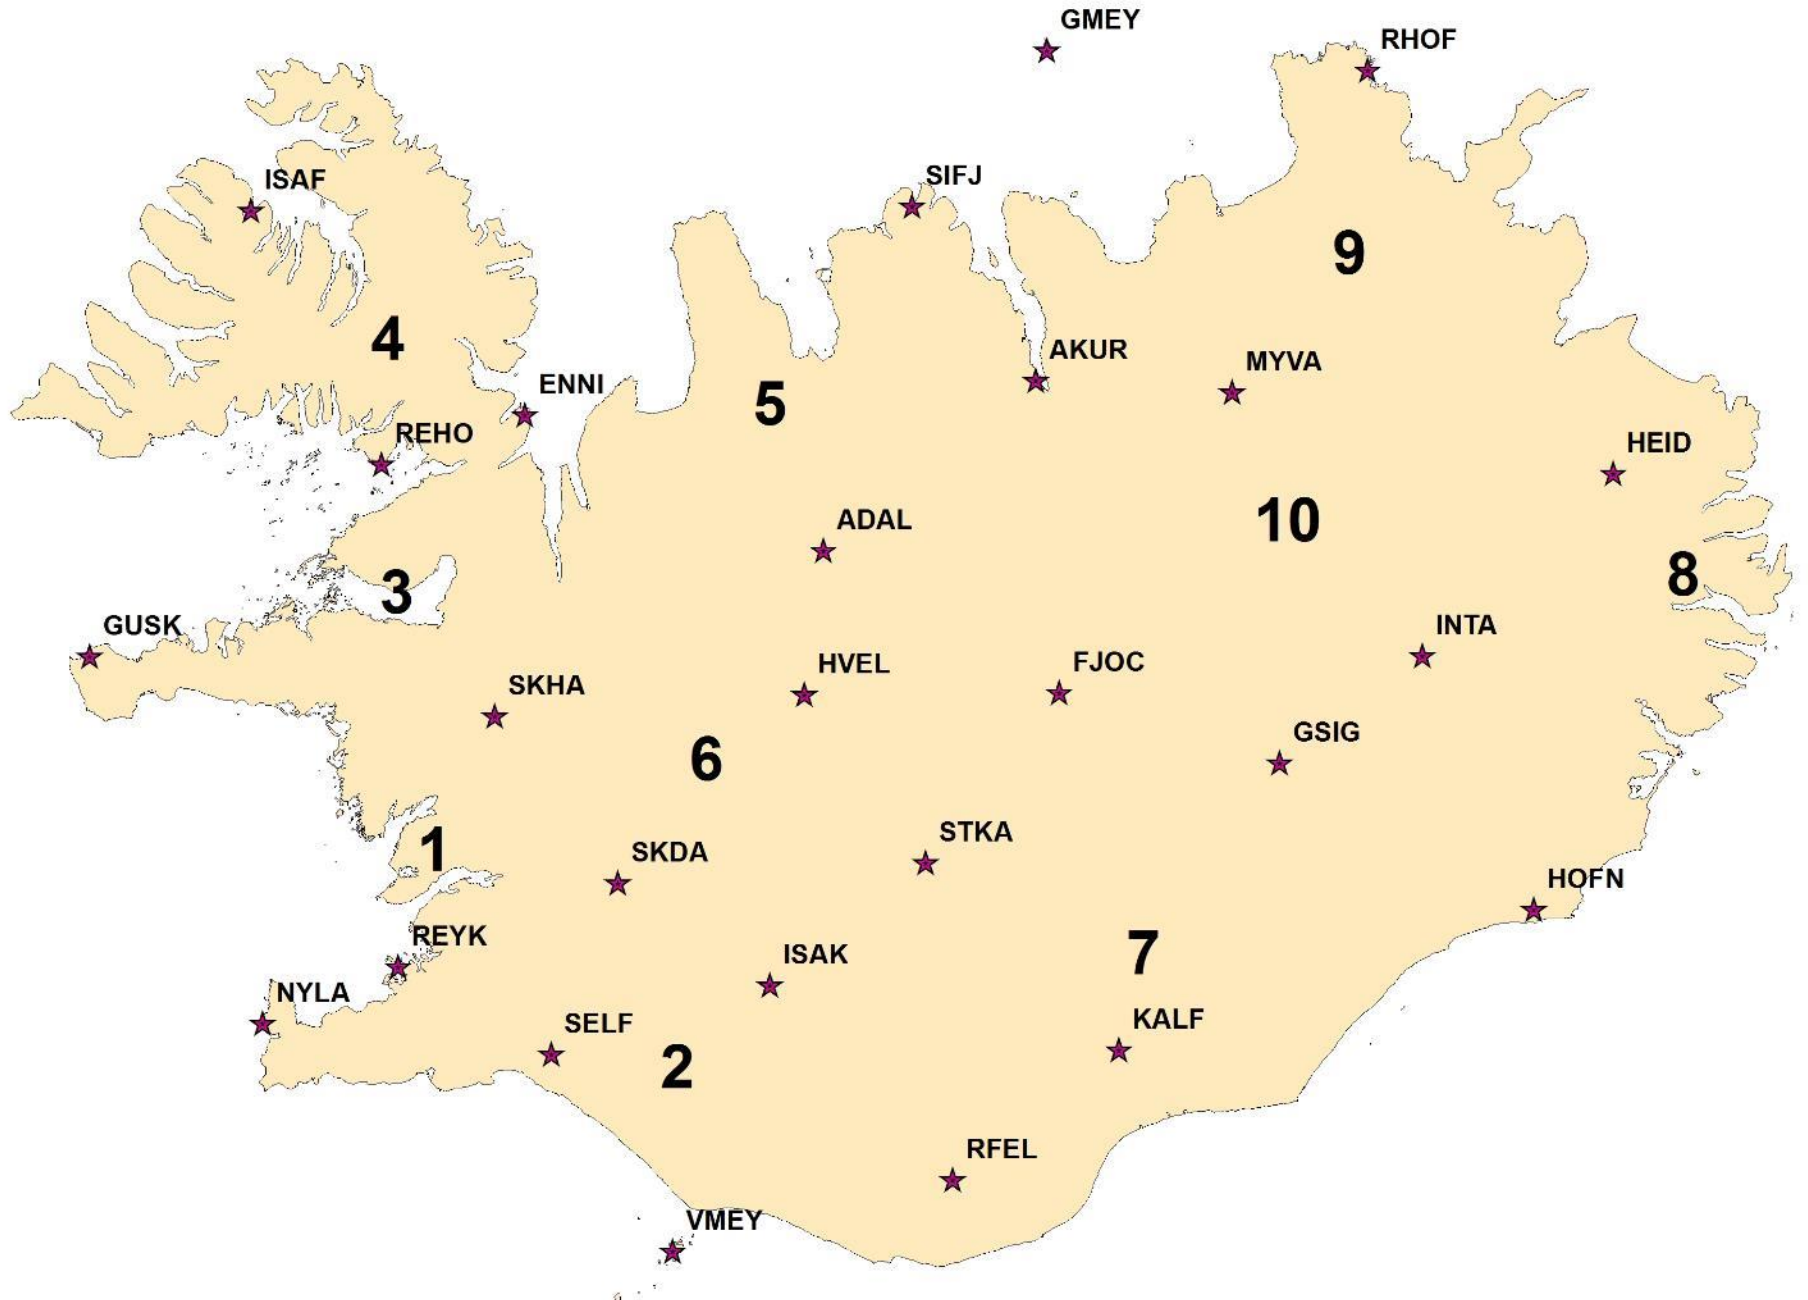 GMEY
RHOF
ISAF
SIFJ
9
4
AKUR
MYVA
ENNI
5
REHO
HEID
ADAL
10
3
8
GUSK
INTA
HVEL
FJOC
SKHA
GSIG
6
STKA
1
SKDA
HOFN
REYK
ISAK
7
NYLA
KALF
SELF
2
RFEL
VMEY